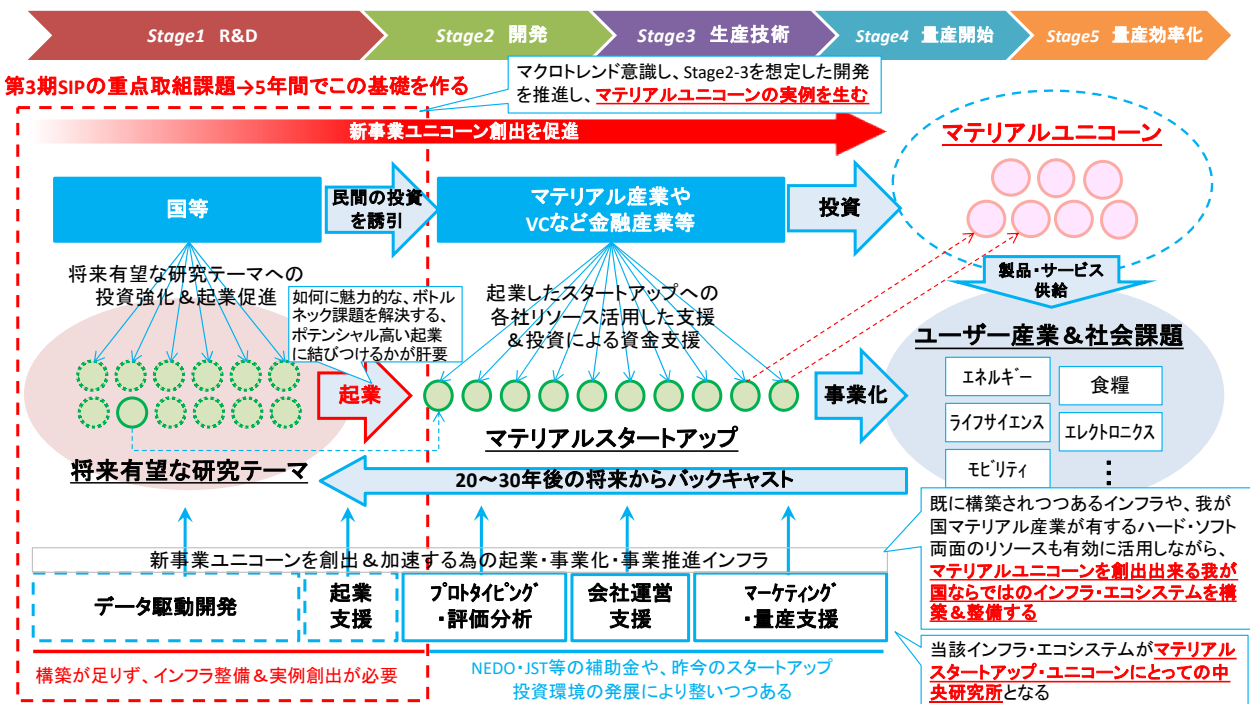 Stage1 R&D
Stage2 開発
Stage3 生産技術
Stage4 量産開始
Stage5 量産効率化
第3期SIPの重点取組課題→5年間でこの基礎を作る
マクロトレンド意識し、Stage2-3を想定した開発
を推進し、マテリアルユニコーンの実例を生む
新事業ユニコーン創出を促進
マテリアルユニコーン
国等
民間の投資
を誘引
マテリアル産業や
VCなど金融産業等
投資
製品・サービス
供給
将来有望な研究テーマへの
投資強化&起業促進
如何に魅力的な、ボトル
ネック課題を解決する、
ポテンシャル高い起業
に結びつけるかが肝要
起業したスタートアップへの
各社リソース活用した支援
&投資による資金支援
ユーザー産業&社会課題
エネルギー
食糧
ライフサイエンス
エレクトロニクス
モビリティ
⋮
起業
事業化
マテリアルスタートアップ
将来有望な研究テーマ
20~30年後の将来からバックキャスト
既に構築されつつあるインフラや、我が
国マテリアル産業が有するハード・ソフト
両面のリソースも有効に活用しながら、
マテリアルユニコーンを創出出来る我が
国ならではのインフラ・エコシステムを構
築&整備する
新事業ユニコーンを創出&加速する為の起業・事業化・事業推進インフラ
データ駆動開発
起業
支援
プロトタイピング
・評価分析
会社運営
支援
マーケティング
・量産支援
構築が足りず、インフラ整備&実例創出が必要
NEDO・JST等の補助金や、昨今のスタートアップ
投資環境の発展により整いつつある
当該インフラ・エコシステムがマテリアル
スタートアップ・ユニコーンにとっての中
央研究所となる